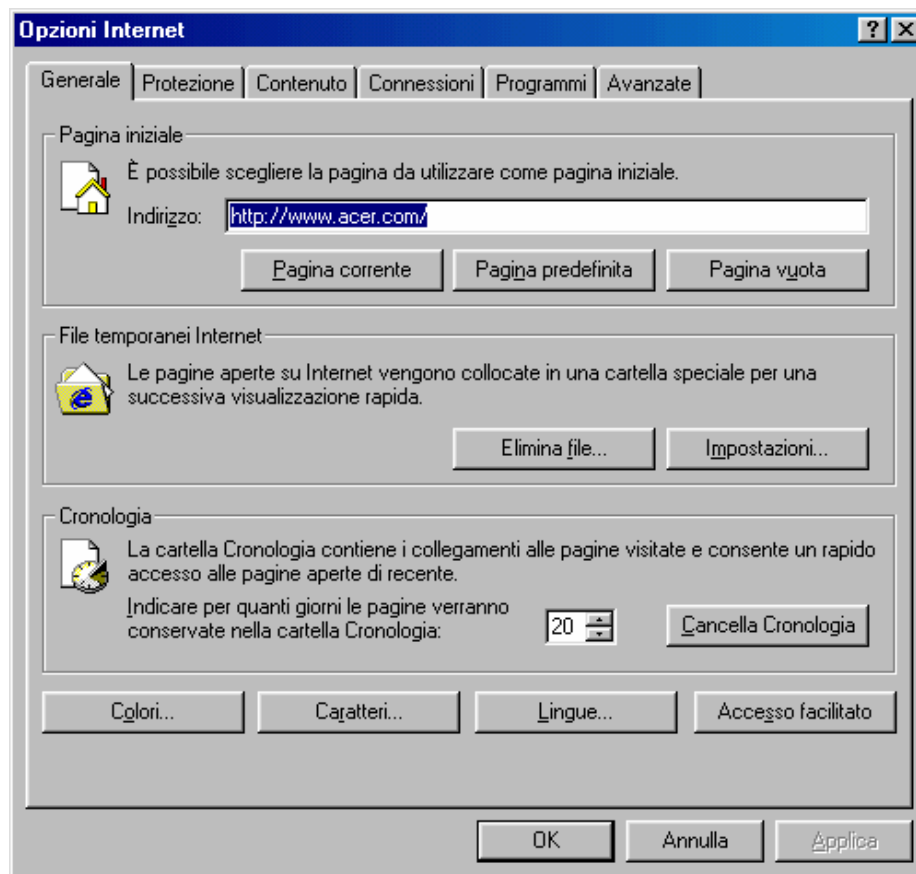 Opzioni Internet
Generale Protezione Contenuto Connessioni Programmi Avanzate
Pagina iniziale
È possibile scegliere la pagina da utilizzare come pagina iniziale.
Indirizzo: http://www.acer.com/
Pagina corrente Pagina predefinita Pagina vuota
File temporanei Internet
Le pagine aperte su Internet vengono collocate in una cartella speciale per una
successiva visualizzazione rapida.
Elimina file... Impostazioni...
Cronologia
La cartella Cronologia contiene i collegamenti alle pagine visitate e consente un rapido
accesso alle pagine aperte di recente.
Indicare per quanti giorni le pagine verranno
conservate nella cartella Cronologia: 20 Cancella Cronologia
Colori... Caratteri... Lingue... Accesso facilitato
OK Annulla Applica